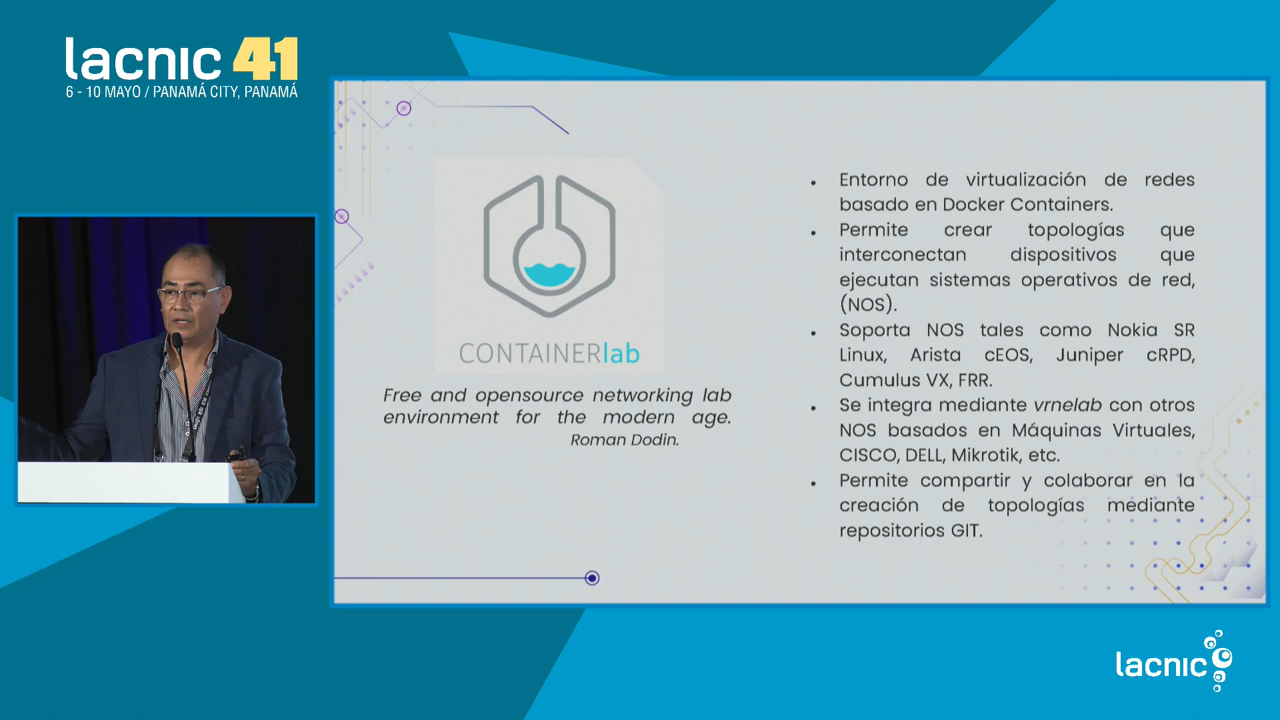 lacnic 41
6 - 10 MAYO / PANAMÁ CITY, PANAMÁ
CONTAINERlab
Free and opensource networking lab
environment for the modern age.
Roman Dodin.
• Entorno de virtualización de redes
basado en Docker Containers.
• Permite crear topologías que
interconectan dispositivos que
ejecutan sistemas operativos de red,
(NOS).
• Soporta NOS tales como Nokia SR
Linux, Arista cEOS, Juniper cRPD,
Cumulus VX, FRR.
• Se integra mediante vrnelab con otros
NOS basados en Máquinas Virtuales,
CISCO, DELL, Mikrotik, etc.
• Permite compartir y colaborar en la
creación de topologías mediante
repositorios GIT.
lacnic